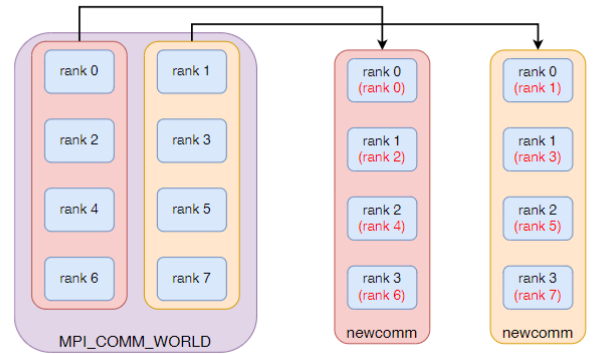 rank 0
rank 2
rank 4
rank 6
rank 1
rank 3
rank 5
rank 7
MPI_COMM_WORLD
rank 0
(rank 0)
rank 1
(rank 2)
rank 2
(rank 4)
rank 3
(rank 6)
newcomm
rank 0
(rank 1)
rank 1
(rank 3)
rank 2
(rank 5)
rank 3
(rank 7)
newcomm